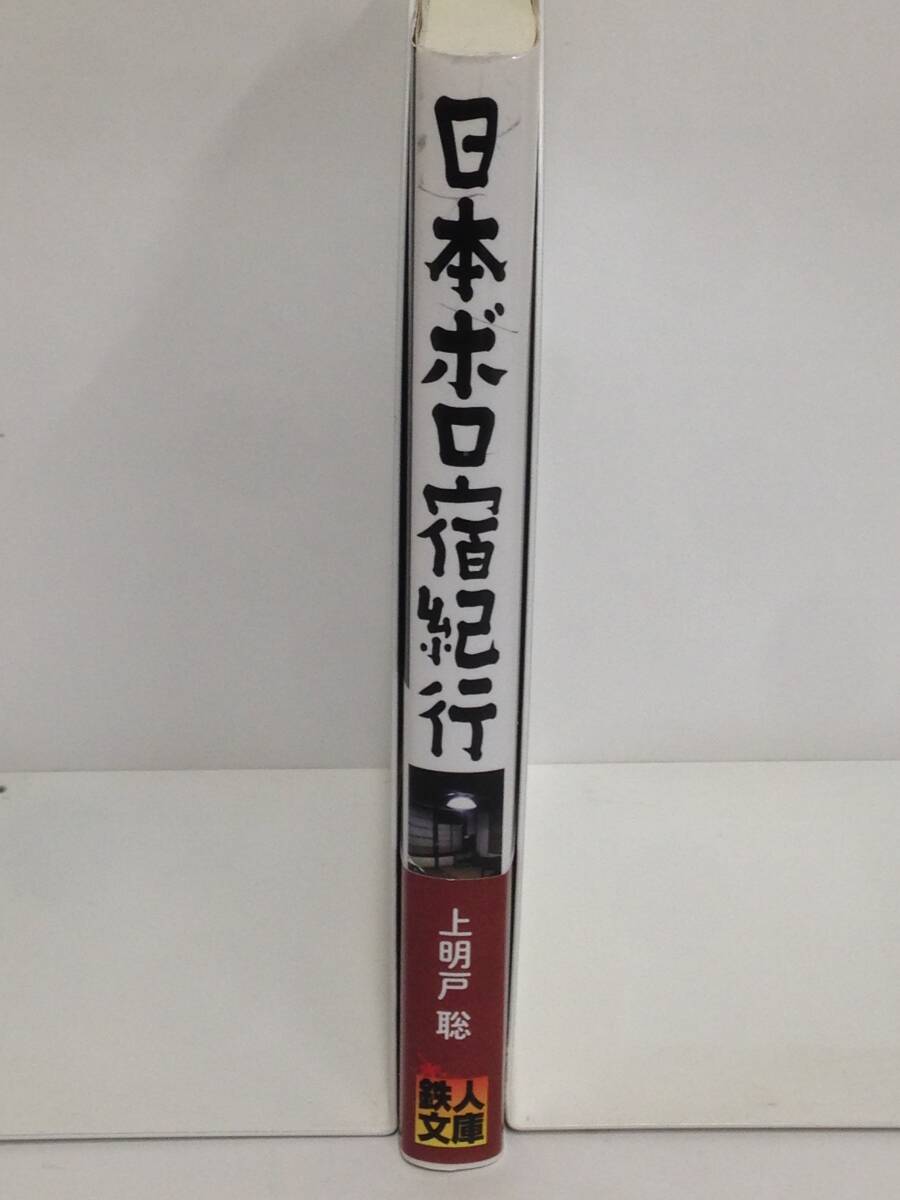 日本ボロ宿紀行
上明戸 聡
鉄人
文庫